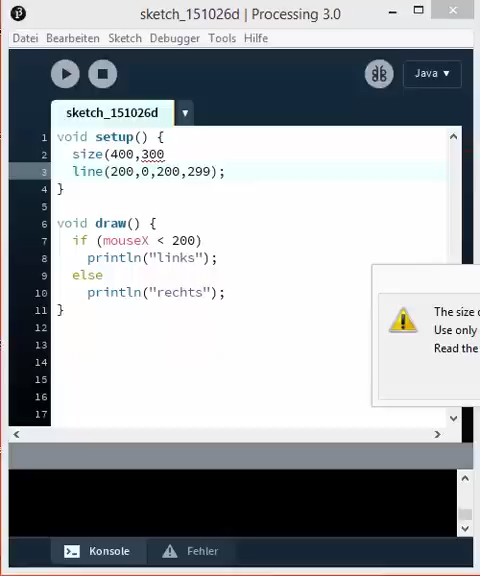 sketch_151026d | Processing 3.0
Datei Bearbeiten Sketch Debugger Tools Hilfe
Java ▾
sketch_151026d ▾
1 void setup() {
2 size(400,300
3 line(200,0,200,299);
4 }
5
6 void draw() {
7 if (mouseX < 200)
8 println("links");
9 else
10 println("rechts");
11 }
12
13
14
15
16
17
The size
Use only
Read the
Konsole Fehler